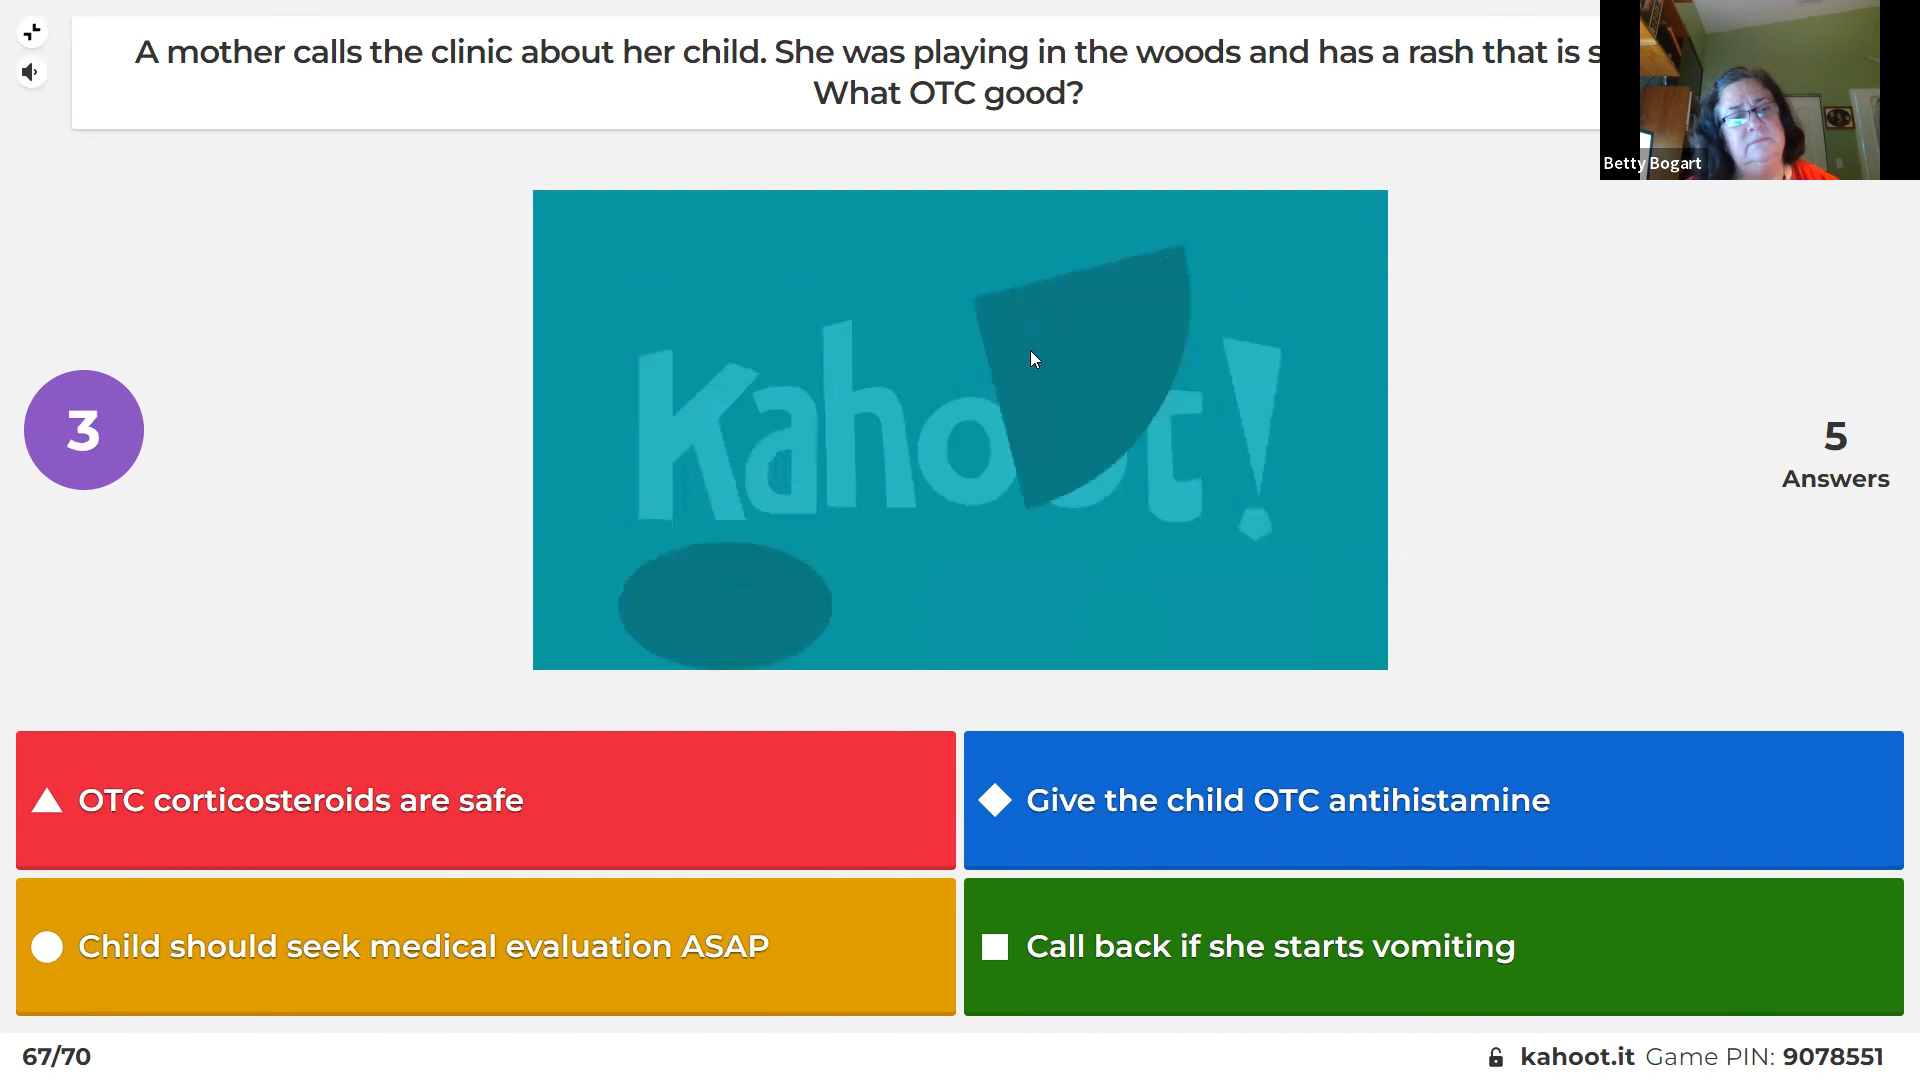 A mother calls the clinic about her child. She was playing in the woods and has a rash that is
What OTC good?
Betty Bogart
Kahoot!
3
5
Answers
OTC corticosteroids are safe
Give the child OTC antihistamine
Child should seek medical evaluation ASAP
Call back if she starts vomiting
67/70
kahoot.it Game PIN: 9078551